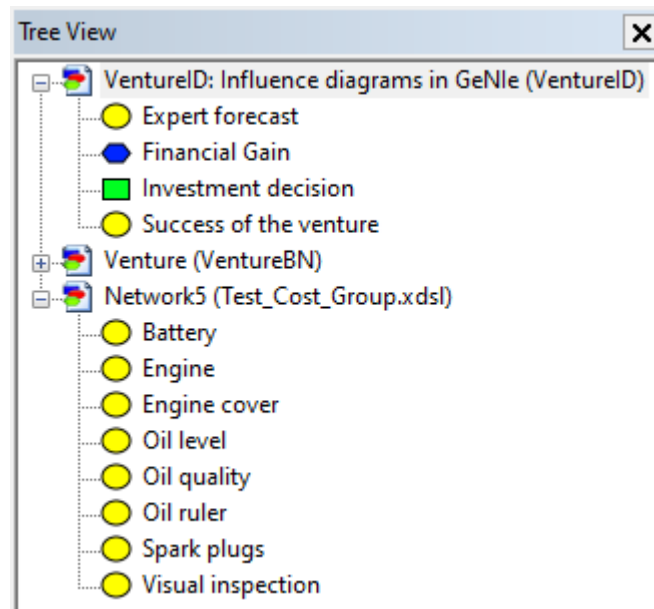 Tree View
VentureID: Influence diagrams in GeNIe (VentureID)
Expert forecast
Financial Gain
Investment decision
Success of the venture
Venture (VentureBN)
Network5 (Test_Cost_Group.xdsl)
Battery
Engine
Engine cover
Oil level
Oil quality
Oil ruler
Spark plugs
Visual inspection